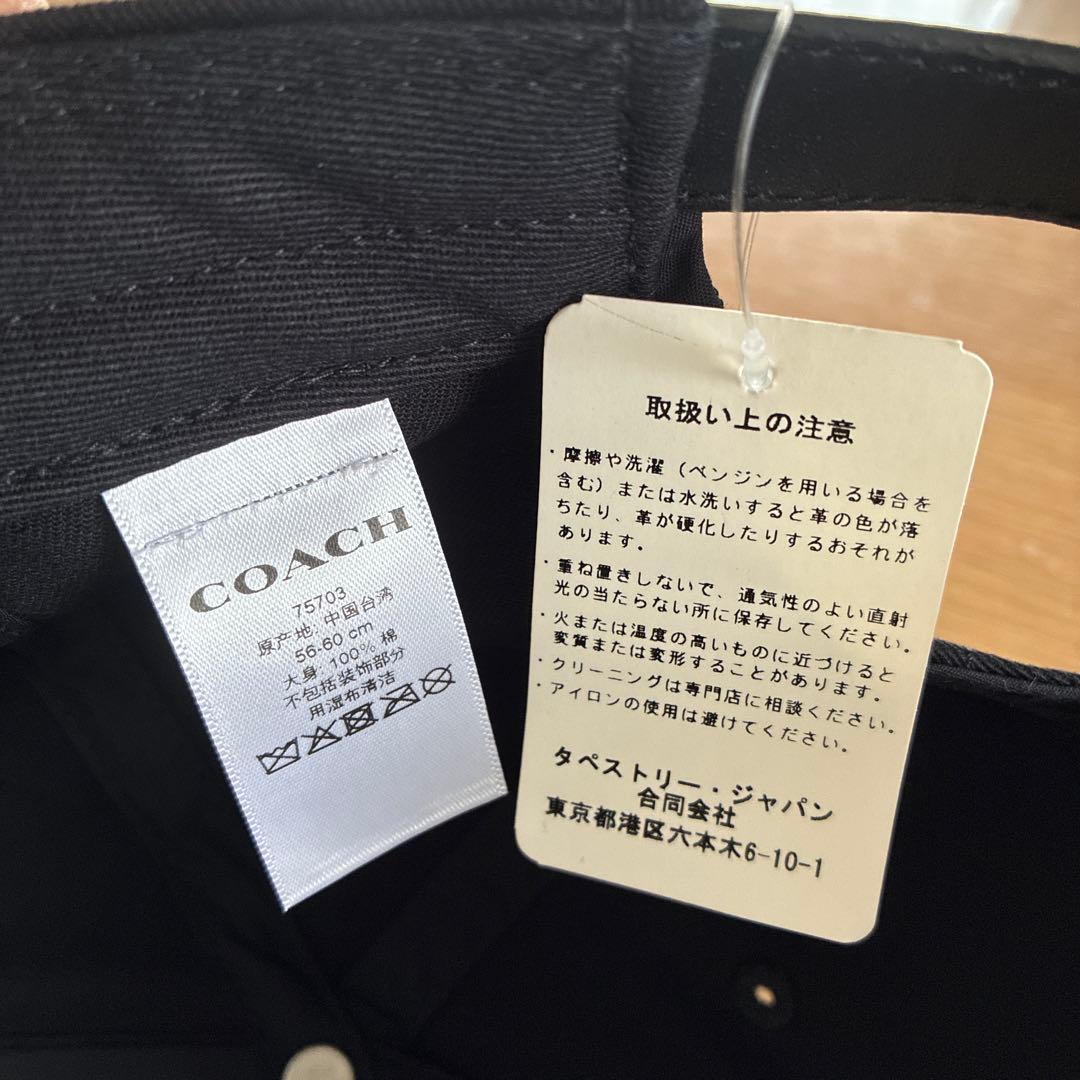 COACH
75703
原产地: 中国台湾
56-60 cm
大身: 100% 棉
不包括装饰部分
用湿布清洁
取扱い上の注意
・摩擦や洗濯（ベンジンを用いる場合を
含む）または水洗いすると革の色が落
ちたり、革が硬化したりするおそれが
あります。
・重ね置きしないで、通気性のよい直射
光の当たらない所に保存してください。
・火または温度の高いものに近づけると
変質または変形することがあります。
・クリーニングは専門店に相談ください。
・アイロンの使用は避けてください。
タペストリー・ジャパン
合同会社
東京都港区六本木6-10-1